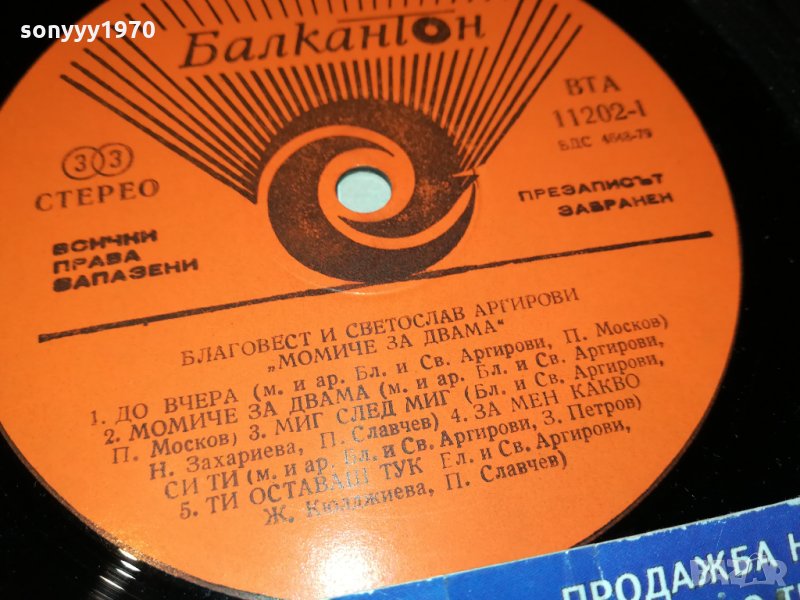 sonyyy1970
Балкантон
ВТА
11202-1
БДС 4648-79
33
СТЕРЕО
ПРЕЗАПИСЪТ
ЗАБРАНЕН
ВСИЧКИ
ПРАВА
ЗАПАЗЕНИ
БЛАГОВЕСТ И СВЕТОСЛАВ АРГИРОВИ
„МОМИЧЕ ЗА ДВАМА“
1. ДО ВЧЕРА (м. и ар. Бл. и Св. Аргирови, П. Москов)
2. МОМИЧЕ ЗА ДВАМА (м. и ар. Бл. и Св. Аргирови,
П. Москов) 3. МИГ СЛЕД МИГ (Бл. и Св. Аргирови,
Н. Захариева, П. Славчев) 4. ЗА МЕН КАКВО
СИ ТИ (м. и ар. Бл. и Св. Аргирови, З. Петров)
5. ТИ ОСТАВАШ ТУК Бл. и Св. Аргирови,
Ж. Кюлджиева, П. Славчев)
ПРОДАЖБА